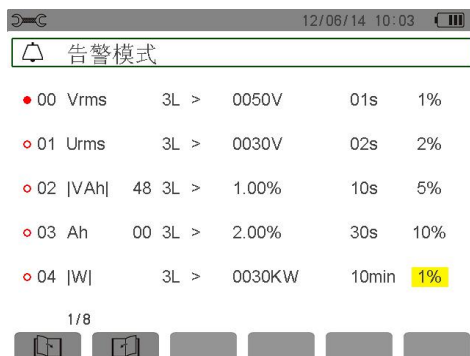 12/06/14 10:03
告警模式
00 Vrms 3L > 0050V 01s 1%
01 Urms 3L > 0030V 02s 2%
02 |VAh| 48 3L > 1.00% 10s 5%
03 Ah 00 3L > 2.00% 30s 10%
04 |W| 3L > 0030KW 10min 1%
1/8